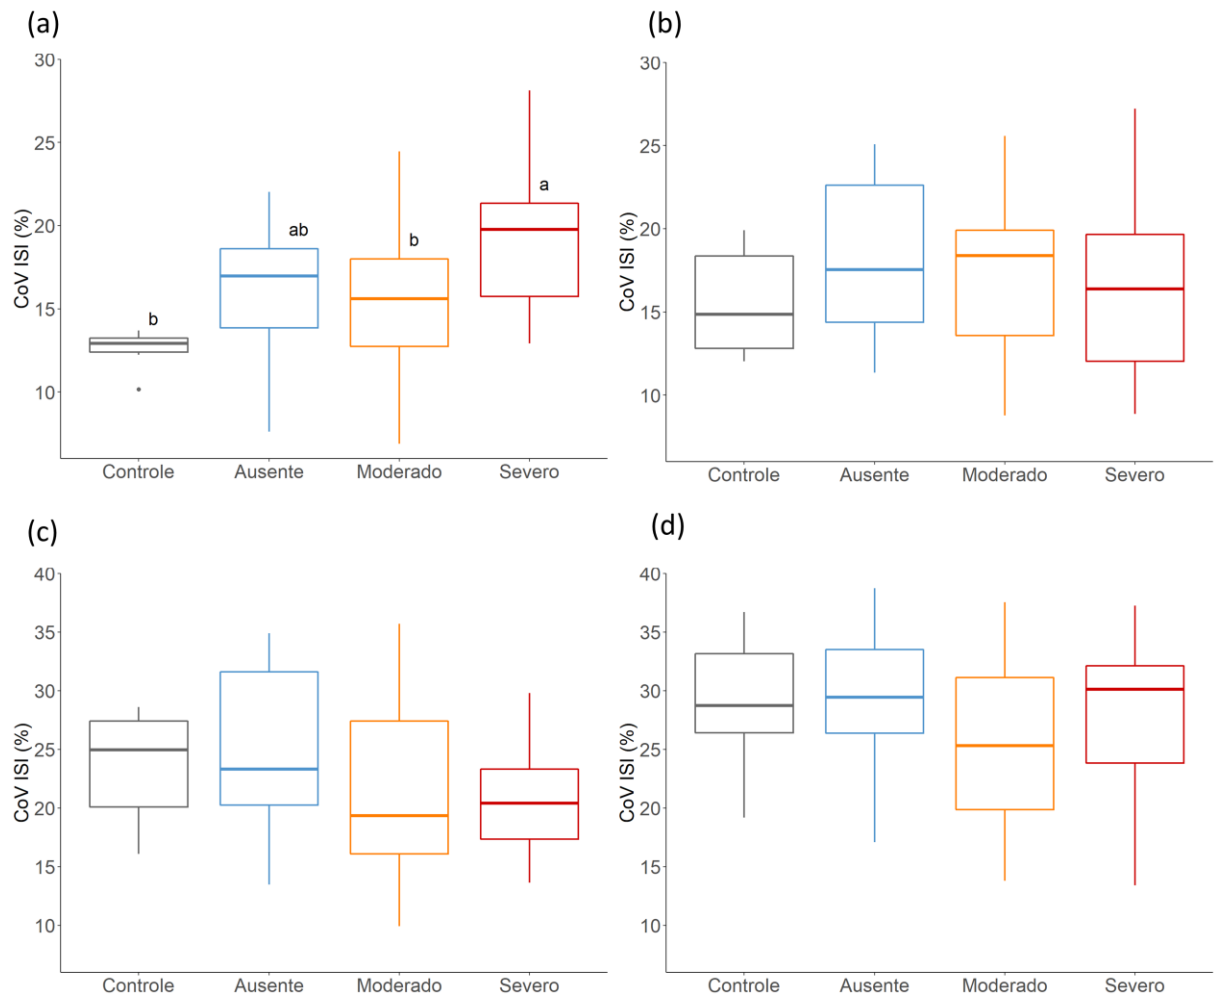 (a)
30
25
20
15
10
CoV ISI (%)
b
ab
b
a
Controle Ausente Moderado Severo
(b)
30
25
20
15
10
CoV ISI (%)
Controle Ausente Moderado Severo
(c)
40
35
30
25
20
15
10
CoV ISI (%)
Controle Ausente Moderado Severo
(d)
40
35
30
25
20
15
10
CoV ISI (%)
Controle Ausente Moderado Severo